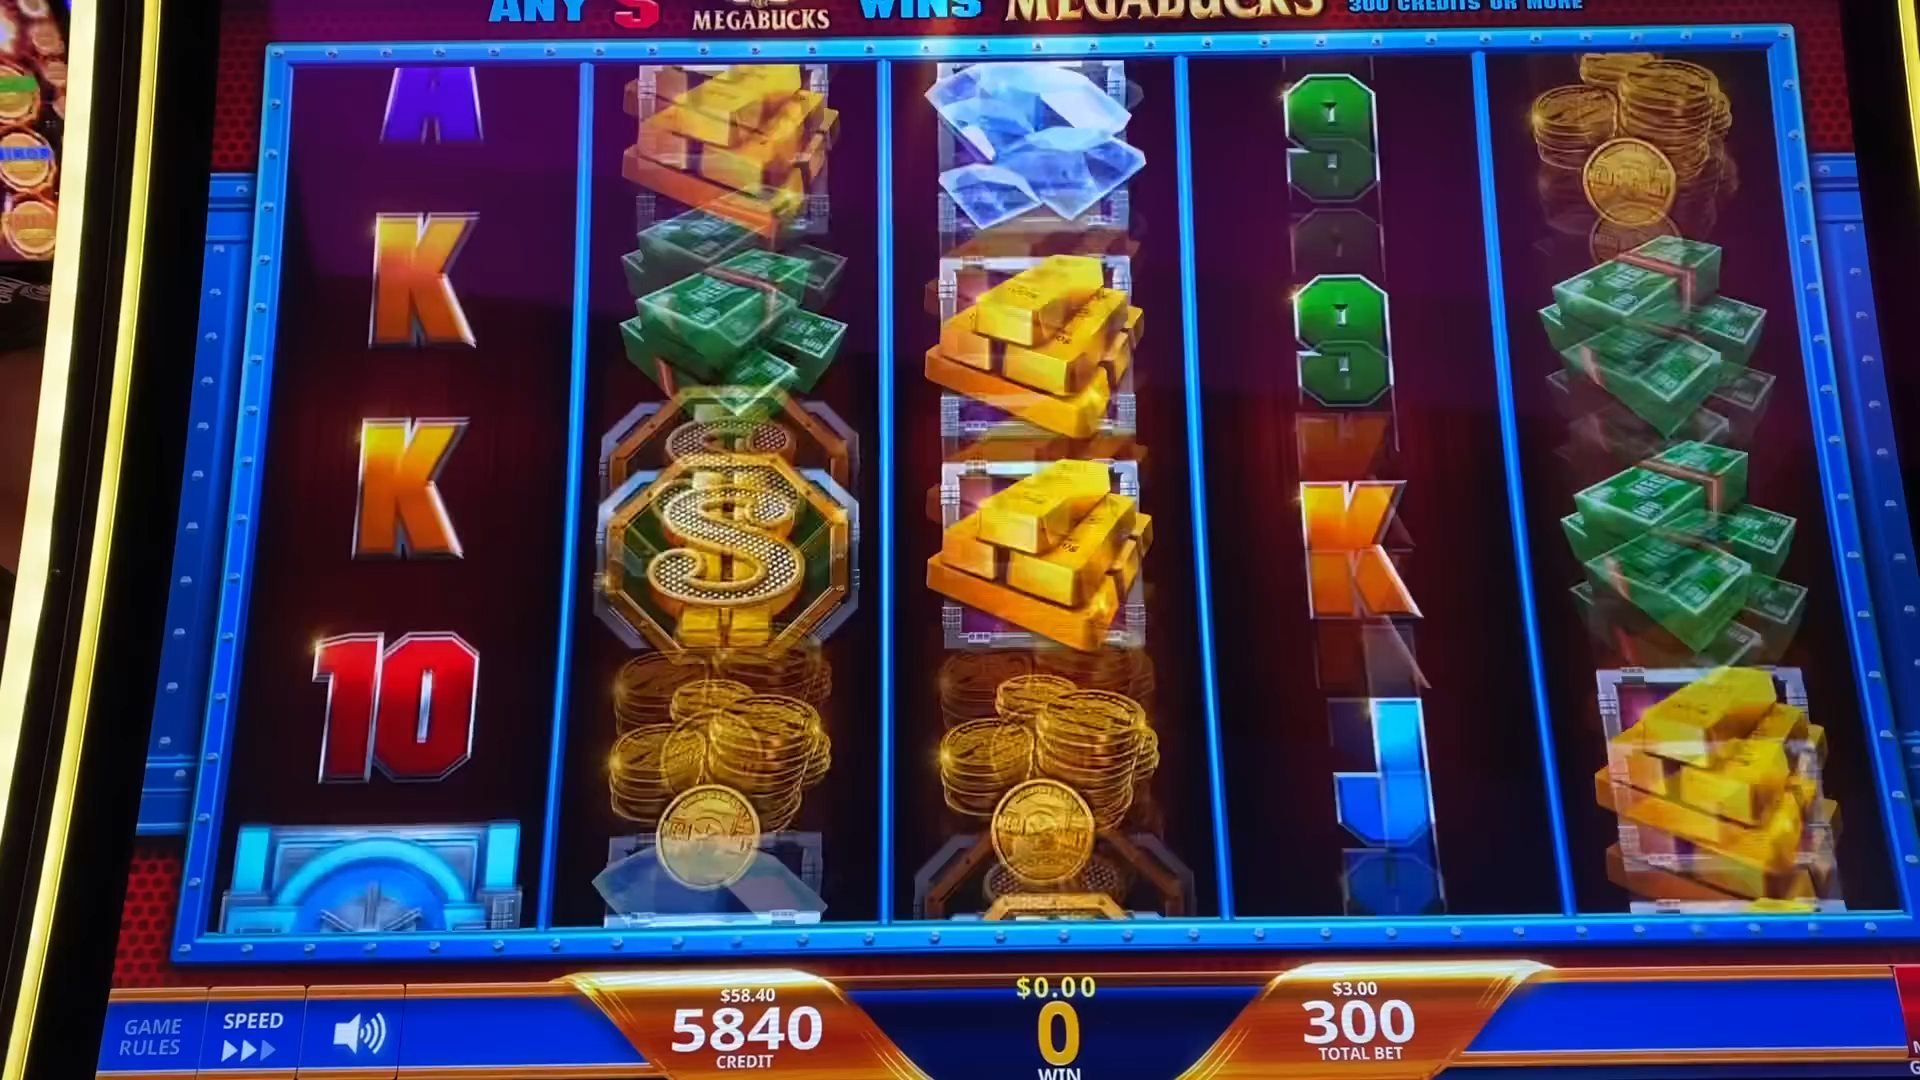 ANY $ MEGABUCKS WINS MEGABUCKS 300 CREDITS OR MORE
A
K
K
10
$
9
9
K
J
GAME RULES
SPEED
$58.40
5840
CREDIT
$0.00
0
WIN
$3.00
300
TOTAL BET